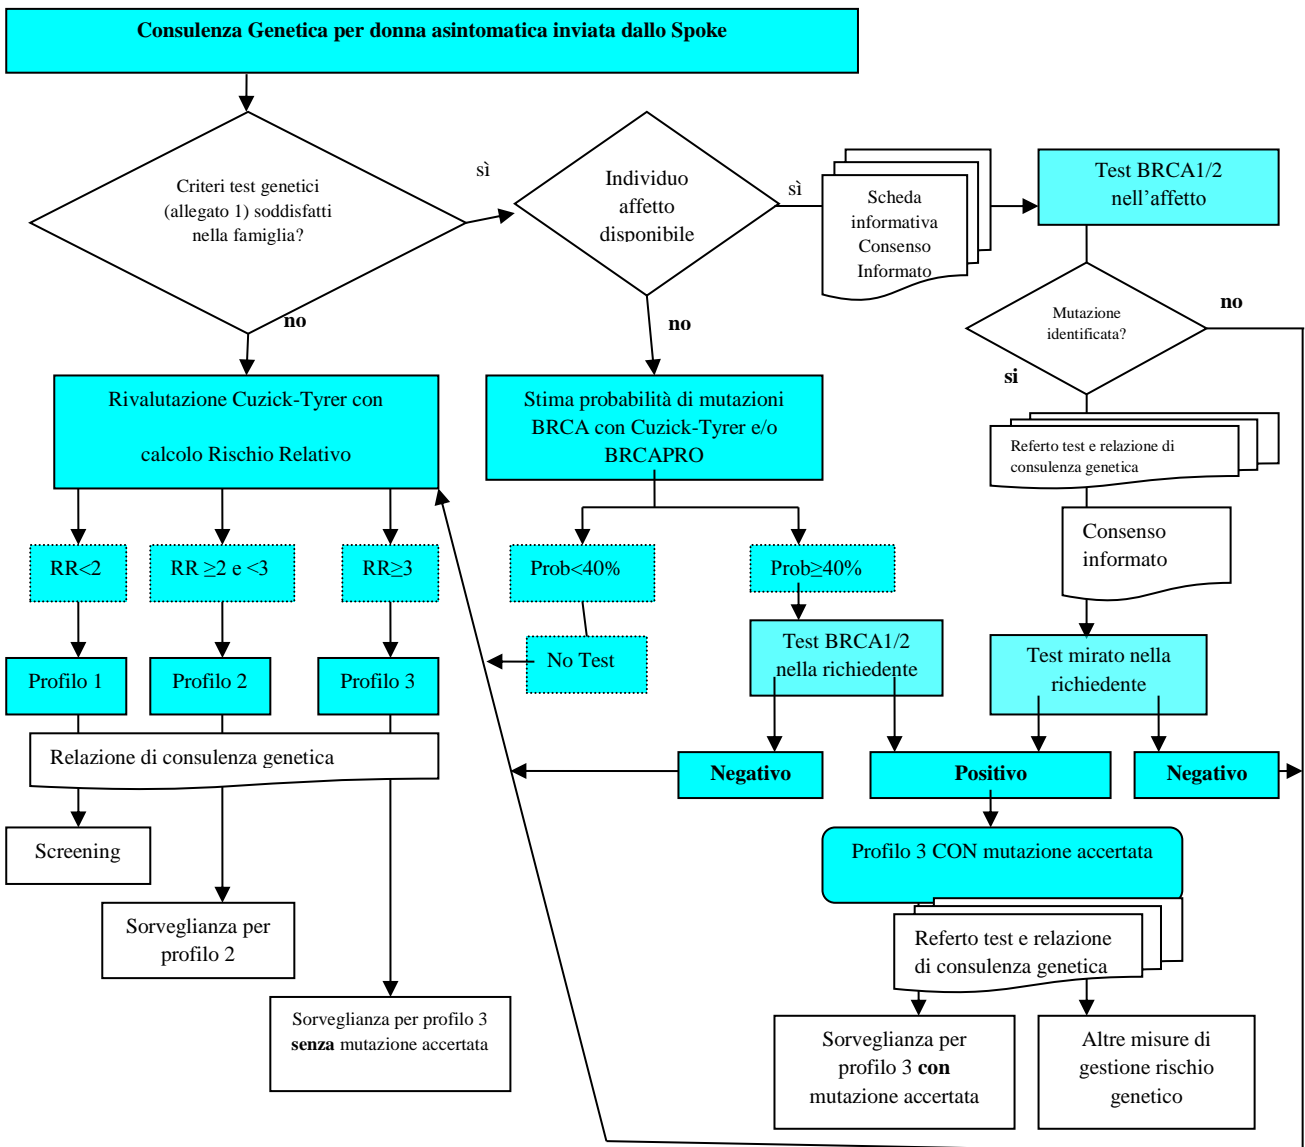 Consulenza Genetica per donna asintomatica inviata dallo Spoke
Criteri test genetici
(allegato 1) soddisfatti
nella famiglia?
sì
Individuo
affetto
disponibile
sì
Scheda
informativa
Consenso
Informato
Test BRCA1/2
nell'affetto
no
no
Mutazione
identificata?
no
si
Rivalutazione Cuzick-Tyrer con
calcolo Rischio Relativo
Stima probabilità di mutazioni
BRCA con Cuzick-Tyrer e/o
BRCAPRO
Referto test e relazione di
consulenza genetica
Consenso
informato
RR<2
RR ≥2 e <3
RR≥3
Prob<40%
Prob≥40%
Profilo 1
Profilo 2
Profilo 3
No Test
Test BRCA1/2
nella richiedente
Test mirato nella
richiedente
Relazione di consulenza genetica
Negativo
Positivo
Negativo
Screening
Profilo 3 CON mutazione accertata
Sorveglianza per
profilo 2
Referto test e relazione
di consulenza genetica
Sorveglianza per profilo 3
senza mutazione accertata
Sorveglianza per
profilo 3 con
mutazione accertata
Altre misure di
gestione rischio
genetico